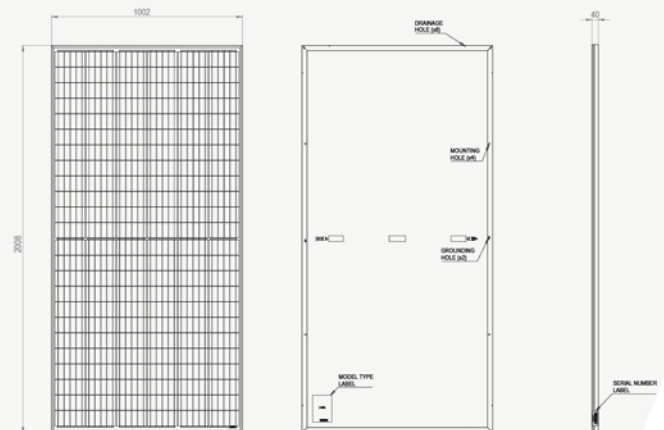 1002
2008
DRAINAGE
HOLE (x8)
MOUNTING
HOLE (x4)
GROUNDING
HOLE (x2)
MODEL TYPE
LABEL
40
SERIAL NUMBER
LABEL